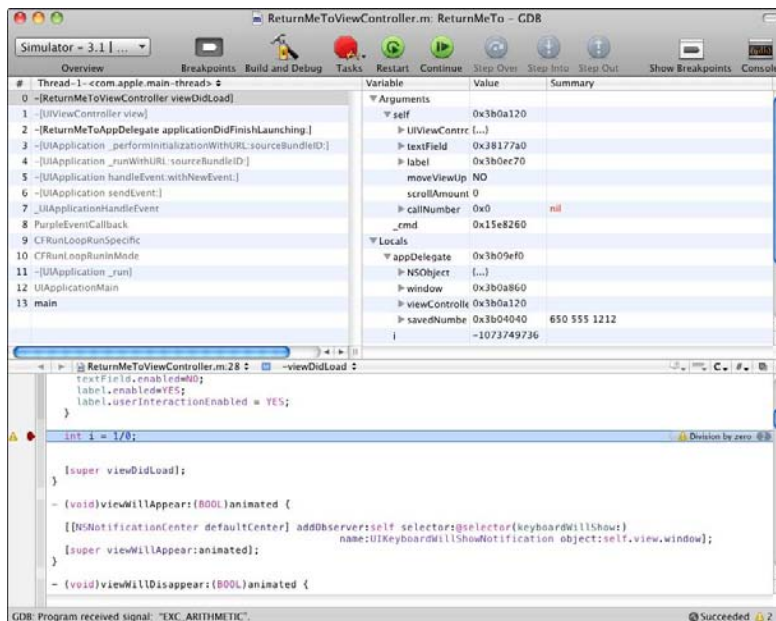 ReturnMeToViewController.m: ReturnMeTo – GDB
Simulator – 3.1 | ...
Overview
Breakpoints
Build and Debug
Tasks
Restart
Continue
Step Over
Step Into
Step Out
Show Breakpoints
Console
# Thread-1-<com.apple.main-thread>
Variable Value Summary
0 -[ReturnMeToViewController viewDidLoad]
1 -[UIViewController view]
2 -[ReturnMeToAppDelegate applicationDidFinishLaunching:]
3 -[UIApplication _performInitializationWithURL:sourceBundleID:]
4 -[UIApplication _runWithURL:sourceBundleID:]
5 -[UIApplication handleEvent:withNewEvent:]
6 -[UIApplication sendEvent:]
7 _UIApplicationHandleEvent
8 PurpleEventCallback
9 CFRunLoopRunSpecific
10 CFRunLoopRunInMode
11 -[UIApplication _run]
12 UIApplicationMain
13 main
Arguments
self 0x3b0a120
UIViewContrc {...}
textField 0x38177a0
label 0x3b0ec70
moveViewUp NO
scrollAmount 0
callNumber 0x0 nil
_cmd 0x15e8260
Locals
appDelegate 0x3b09ef0
NSObject {...}
window 0x3b0a860
viewControlle 0x3b0a120
savedNumbe 0x3b04040 650 555 1212
i -1073749736
ReturnMeToViewController.m:28 -viewDidLoad
C. #.
textField.enabled=NO;
label.enabled=YES;
label.userInteractionEnabled = YES;
}
int i = 1/0;
Division by zero
[super viewDidLoad];
}
- (void)viewWillAppear:(BOOL)animated {
[[NSNotificationCenter defaultCenter] addObserver:self selector:@selector(keyboardWillShow:)
name:UIKeyboardWillShowNotification object:self.view.window];
[super viewWillAppear:animated];
}
- (void)viewWillDisappear:(BOOL)animated {
GDB: Program received signal: "EXC_ARITHMETIC".
Succeeded 2